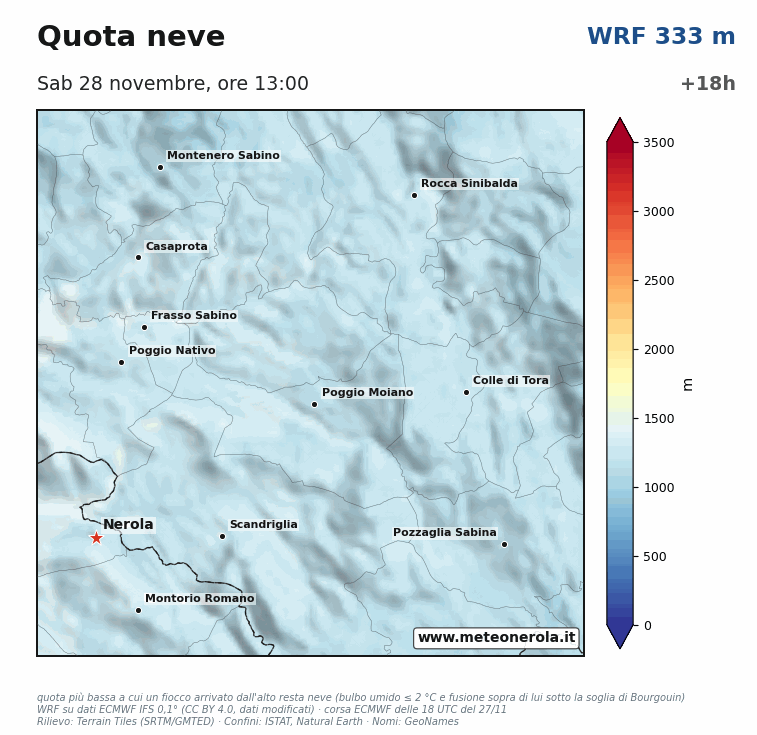 Quota neve
WRF 333 m
Sab 28 novembre, ore 13:00
+18h
Montenero Sabino
Rocca Sinibalda
Casaprota
Frasso Sabino
Poggio Nativo
Poggio Moiano
Colle di Tora
Nerola
Scandriglia
Pozzaglia Sabina
Montorio Romano
www.meteonerola.it
3500
3000
2500
2000
1500
1000
500
0
m
quota più bassa a cui un fiocco arrivato dall'alto resta neve (bulbo umido ≤ 2 °C e fusione sopra di lui sotto la soglia di Bourgouin)
WRF su dati ECMWF IFS 0,1° (CC BY 4.0, dati modificati) · corsa ECMWF delle 18 UTC del 27/11
Rilievo: Terrain Tiles (SRTM/GMTED) · Confini: ISTAT, Natural Earth · Nomi: GeoNames